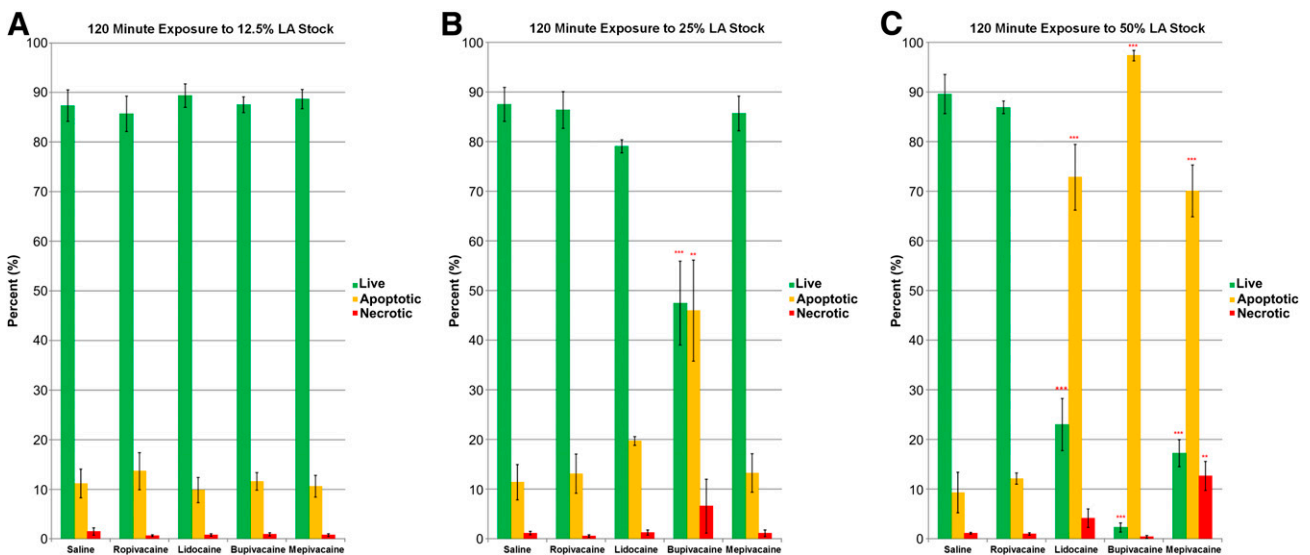 A
120 Minute Exposure to 12.5% LA Stock
Percent (%)
100
90
80
70
60
50
40
30
20
10
0
Saline Ropivacaine Lidocaine Bupivacaine Mepivacaine
Live
Apoptotic
Necrotic
B
120 Minute Exposure to 25% LA Stock
Percent (%)
100
90
80
70
60
50
40
30
20
10
0
*** **
Saline Ropivacaine Lidocaine Bupivacaine Mepivacaine
Live
Apoptotic
Necrotic
C
120 Minute Exposure to 50% LA Stock
Percent (%)
100
90
80
70
60
50
40
30
20
10
0
***
***
***
***
***
**
***
Saline Ropivacaine Lidocaine Bupivacaine Mepivacaine
Live
Apoptotic
Necrotic